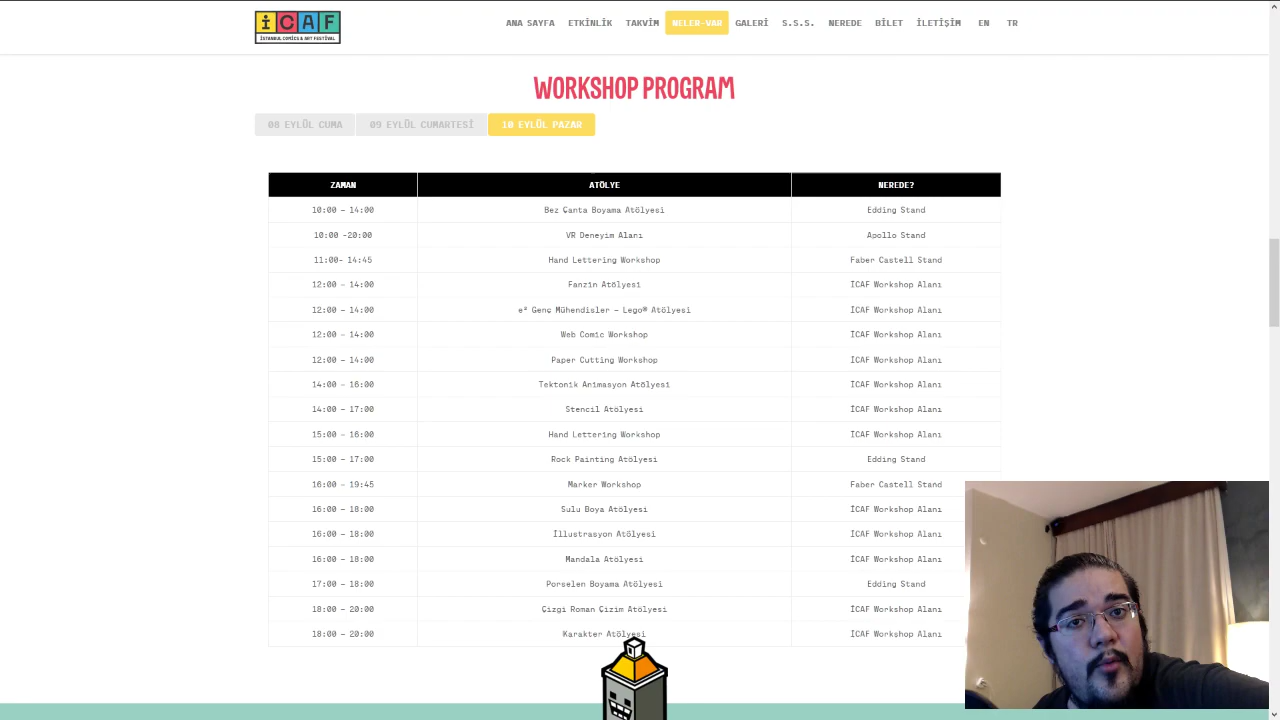 iCAF
İSTANBUL COMICS & ART FESTİVAL
ANA SAYFA ETKİNLİK TAKVİM NELER-VAR GALERİ S.S.S. NEREDE BİLET İLETİŞİM EN TR
WORKSHOP PROGRAM
08 EYLÜL CUMA 09 EYLÜL CUMARTESİ 10 EYLÜL PAZAR
ZAMAN ATÖLYE NEREDE?
10:00 – 14:00 Bez Çanta Boyama Atölyesi Edding Stand
10:00 -20:00 VR Deneyim Alanı Apollo Stand
11:00- 14:45 Hand Lettering Workshop Faber Castell Stand
12:00 – 14:00 Fanzin Atölyesi İCAF Workshop Alanı
12:00 – 14:00 e² Genç Mühendisler – Lego® Atölyesi İCAF Workshop Alanı
12:00 – 14:00 Web Comic Workshop İCAF Workshop Alanı
12:00 – 14:00 Paper Cutting Workshop İCAF Workshop Alanı
14:00 – 16:00 Tektonik Animasyon Atölyesi İCAF Workshop Alanı
14:00 – 17:00 Stencil Atölyesi İCAF Workshop Alanı
15:00 – 16:00 Hand Lettering Workshop İCAF Workshop Alanı
15:00 – 17:00 Rock Painting Atölyesi Edding Stand
16:00 – 19:45 Marker Workshop Faber Castell Stand
16:00 – 18:00 Sulu Boya Atölyesi İCAF Workshop Alanı
16:00 – 18:00 İllustrasyon Atölyesi İCAF Workshop Alanı
16:00 – 18:00 Mandala Atölyesi İCAF Workshop Alanı
17:00 – 18:00 Porselen Boyama Atölyesi Edding Stand
18:00 – 20:00 Çizgi Roman Çizim Atölyesi İCAF Workshop Alanı
18:00 – 20:00 Karakter Atölyesi İCAF Workshop Alanı